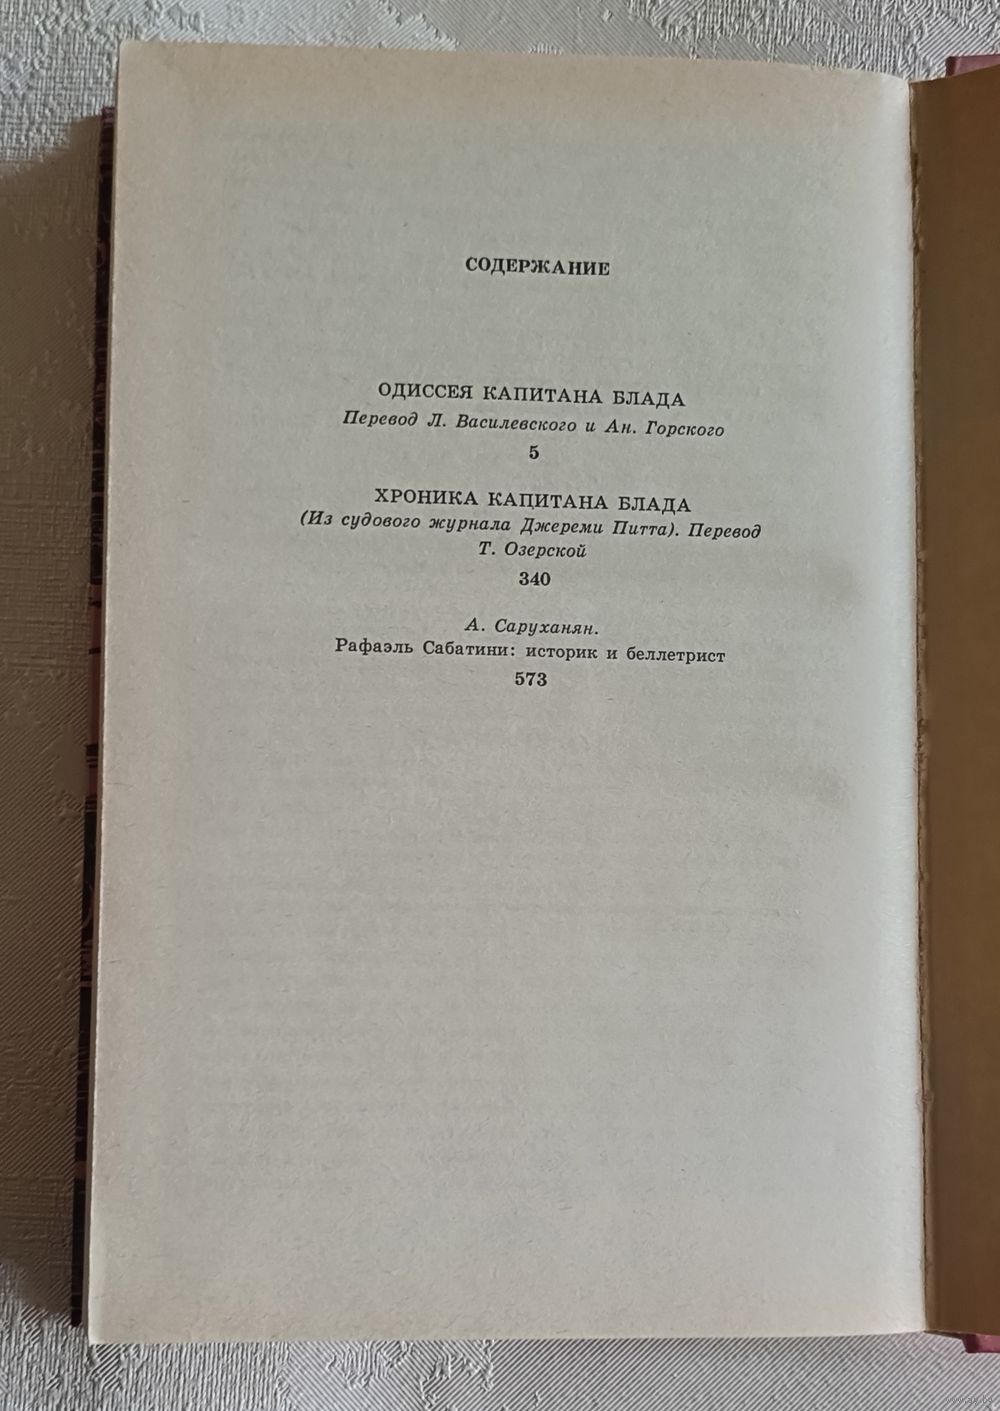 СОДЕРЖАНИЕ
ОДИССЕЯ КАПИТАНА БЛАДА
Перевод Л. Василевского и Ан. Горского
5
ХРОНИКА КАПИТАНА БЛАДА
(Из судового журнала Джереми Питта). Перевод
Т. Озерской
340
А. Саруханян.
Рафаэль Сабатини: историк и беллетрист
573